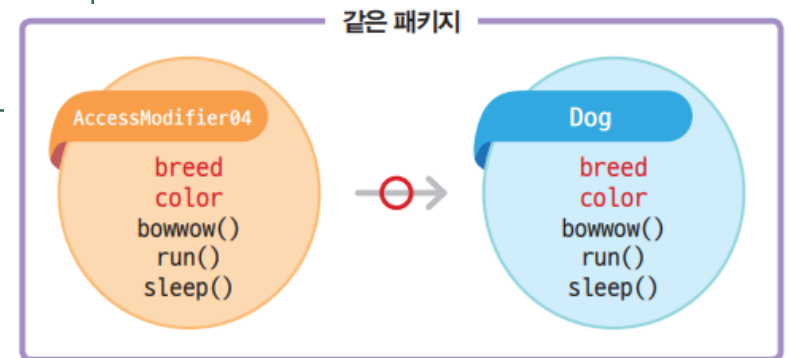 같은 패키지
AccessModifier04
breed
color
bowwow()
run()
sleep()
Dog
breed
color
bowwow()
run()
sleep()